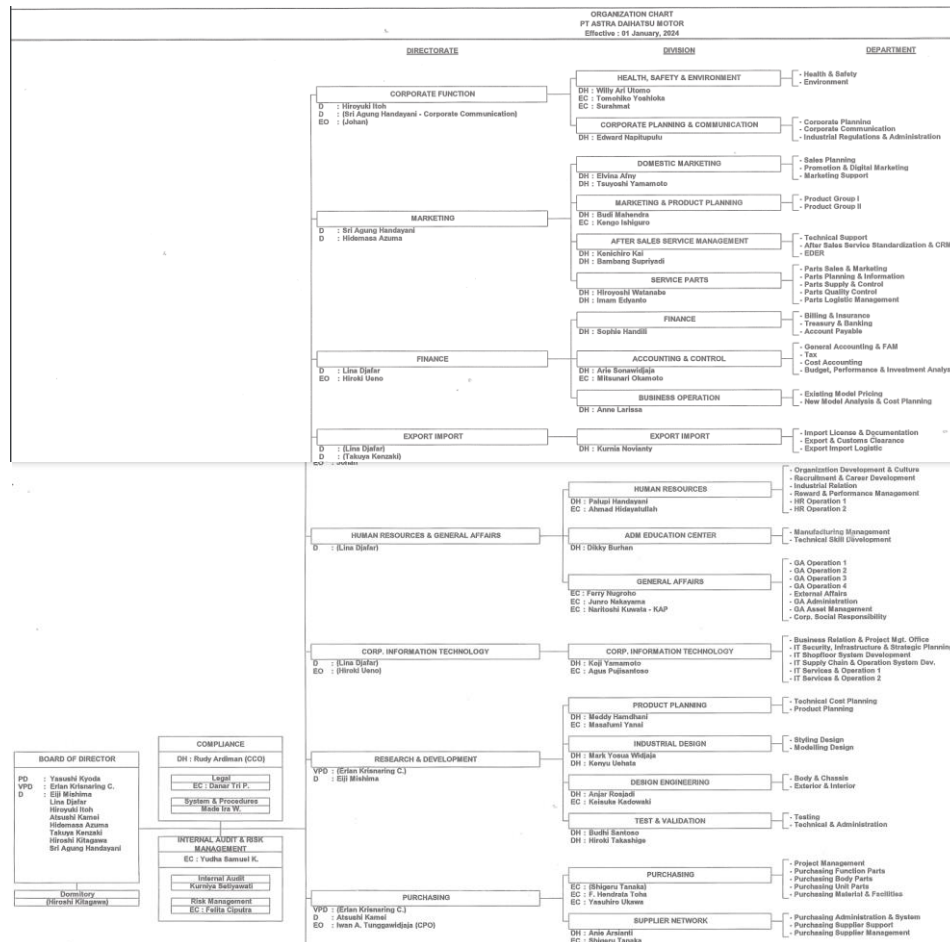 ORGANIZATION CHART
PT ASTRA DAIHATSU MOTOR
Effective : 01 January, 2024
DIRECTORATE
DIVISION
DEPARTMENT
CORPORATE FUNCTION
D : Hiroyuki Itoh
D : (Sri Agung Handayani - Corporate Communication)
EO : (Johan)
HEALTH, SAFETY & ENVIRONMENT
DH : Willy Ari Utomo
EC : Tomohiko Yoshioka
EC : Surahmat
- Health & Safety
- Environment
CORPORATE PLANNING & COMMUNICATION
DH : Edward Napitupulu
- Corporate Planning
- Corporate Communication
- Industrial Regulations & Administration
MARKETING
D : Sri Agung Handayani
D : Hidemasa Azuma
DOMESTIC MARKETING
DH : Elvina Afny
DH : Tsuyoshi Yamamoto
- Sales Planning
- Promotion & Digital Marketing
- Marketing Support
MARKETING & PRODUCT PLANNING
DH : Budi Mahendra
EC : Kengo Ishiguro
- Product Group I
- Product Group II
AFTER SALES SERVICE MANAGEMENT
DH : Kenichiro Kai
DH : Bambang Supriyadi
- Technical Support
- After Sales Service Standardization & CRM
- EDER
SERVICE PARTS
DH : Hiroyoshi Watanabe
DH : Imam Edyanto
- Parts Sales & Marketing
- Parts Planning & Information
- Parts Supply & Control
- Parts Quality Control
- Parts Logistic Management
FINANCE
D : Lina Djafar
EO : Hiroki Ueno
FINANCE
DH : Sophie Handili
- Billing & Insurance
- Treasury & Banking
- Account Payable
ACCOUNTING & CONTROL
DH : Arie Sonawidjaja
EC : Mitsunari Okamoto
- General Accounting & FAM
- Tax
- Cost Accounting
- Budget, Performance & Investment Analys
BUSINESS OPERATION
DH : Anne Larissa
- Existing Model Pricing
- New Model Analysis & Cost Planning
EXPORT IMPORT
D : (Lina Djafar)
D : (Takuya Kenzaki)
EO : Johan
EXPORT IMPORT
DH : Kurnia Novianty
- Import License & Documentation
- Export & Customs Clearance
- Export Import Logistic
HUMAN RESOURCES & GENERAL AFFAIRS
D : (Lina Djafar)
HUMAN RESOURCES
DH : Palupi Handayani
EC : Ahmad Hidayatullah
- Organization Development & Culture
- Recruitment & Career Development
- Industrial Relation
- Reward & Performance Management
- HR Operation 1
- HR Operation 2
ADM EDUCATION CENTER
DH : Dikky Burhan
- Manufacturing Management
- Technical Skill Development
GENERAL AFFAIRS
EC : Ferry Nugroho
EC : Junro Nakayama
EC : Naritoshi Kuwata - KAP
- GA Operation 1
- GA Operation 2
- GA Operation 3
- GA Operation 4
- External Affairs
- GA Administration
- GA Asset Management
- Corp. Social Responsibility
CORP. INFORMATION TECHNOLOGY
D : (Lina Djafar)
EO : (Hiroki Ueno)
CORP. INFORMATION TECHNOLOGY
DH : Koji Yamamoto
EC : Agus Pujisantoso
- Business Relation & Project Mgt. Office
- IT Security, Infrastructure & Strategic Planning
- IT Shopfloor System Development
- IT Supply Chain & Operation System Dev.
- IT Services & Operation 1
- IT Services & Operation 2
BOARD OF DIRECTOR
PD : Yasushi Kyoda
VPD : Erlan Krisnaring C.
D : Eiji Mishima
Lina Djafar
Hiroyuki Itoh
Atsushi Kamei
Hidemasa Azuma
Takuya Kenzaki
Hiroshi Kitagawa
Sri Agung Handayani
Dormitory
(Hiroshi Kitagawa)
COMPLIANCE
DH : Rudy Ardiman (CCO)
Legal
EC : Danar Tri P.
System & Procedures
Made Ira W.
INTERNAL AUDIT & RISK
MANAGEMENT
EC : Yudha Samuel K.
Internal Audit
Kurniya Setiyawati
Risk Management
EC : Felita Ciputra
RESEARCH & DEVELOPMENT
VPD : (Erlan Krisnaring C.)
D : Eiji Mishima
PRODUCT PLANNING
DH : Meddy Hamdhani
EC : Masafumi Yanai
- Technical Cost Planning
- Product Planning
INDUSTRIAL DESIGN
DH : Mark Yosua Widjaja
DH : Kenyu Uehata
- Styling Design
- Modelling Design
DESIGN ENGINEERING
DH : Anjar Rosjadi
EC : Keisuke Kadowaki
- Body & Chassis
- Exterior & Interior
TEST & VALIDATION
DH : Budhi Santoso
DH : Hiroki Takashige
- Testing
- Technical & Administration
PURCHASING
VPD : (Erlan Krisnaring C.)
D : Atsushi Kamei
EO : Iwan A. Tunggawidjaja (CPO)
PURCHASING
EC : (Shigeru Tanaka)
EC : F. Hendrata Toha
EC : Yasuhiro Ukawa
- Project Management
- Purchasing Function Parts
- Purchasing Body Parts
- Purchasing Unit Parts
- Purchasing Material & Facilities
SUPPLIER NETWORK
DH : Anie Arsianti
EC : Shigeru Tanaka
- Purchasing Administration & System
- Purchasing Supplier Support
- Purchasing Supplier Management